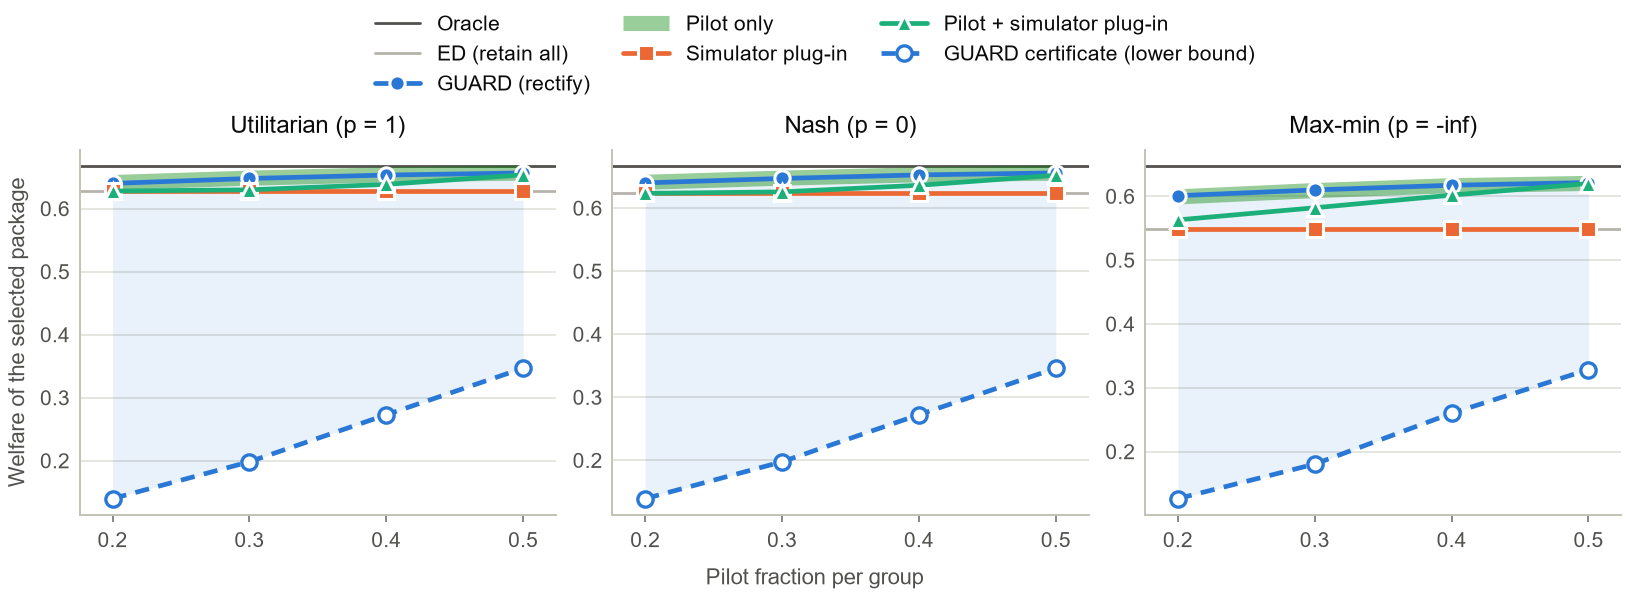 Oracle
ED (retain all)
GUARD (rectify)
Pilot only
Simulator plug-in
Pilot + simulator plug-in
GUARD certificate (lower bound)
Utilitarian (p = 1)
Nash (p = 0)
Max-min (p = -inf)
Welfare of the selected package
0.6
0.5
0.4
0.3
0.2
0.2 0.3 0.4 0.5
0.6
0.5
0.4
0.3
0.2
0.2 0.3 0.4 0.5
0.6
0.5
0.4
0.3
0.2
0.2 0.3 0.4 0.5
Pilot fraction per group